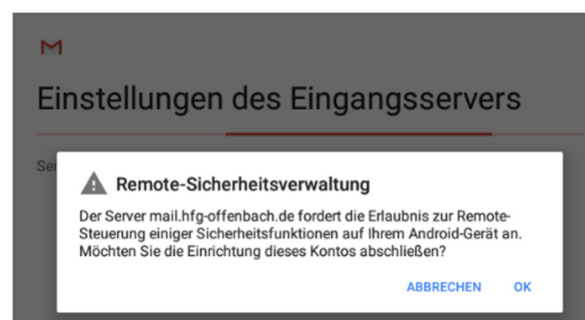 Einstellungen des Eingangsservers
Ser
Remote-Sicherheitsverwaltung
Der Server mail.hfg-offenbach.de fordert die Erlaubnis zur Remote-
Steuerung einiger Sicherheitsfunktionen auf Ihrem Android-Gerät an.
Möchten Sie die Einrichtung dieses Kontos abschließen?
ABBRECHEN OK